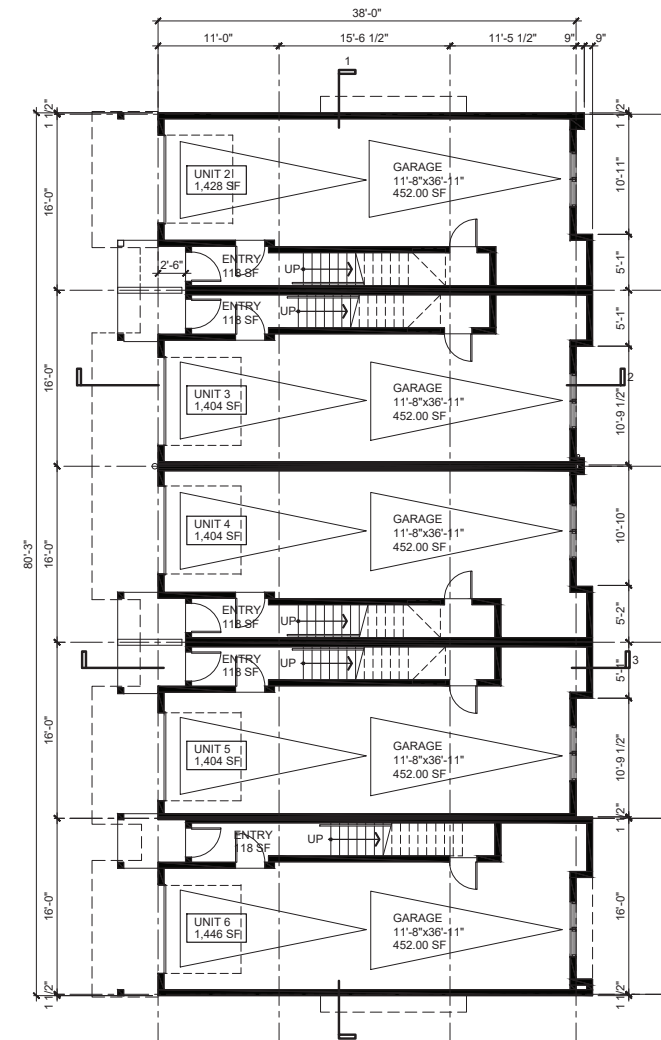 38'-0"
11'-0"
15'-6 1/2"
11'-5 1/2"
9"
9"
1
1 1/2"
1 1/2"
16'-0"
10'-11"
UNIT 2
1,428 SF
GARAGE
11'-8"x36'-11"
452.00 SF
5'-1"
2'-6"
ENTRY
118 SF
UP
ENTRY
118 SF
UP
5'-1"
16'-0"
2
10'-9 1/2"
UNIT 3
1,404 SF
GARAGE
11'-8"x36'-11"
452.00 SF
80'-3"
16'-0"
10'-10"
UNIT 4
1,404 SF
GARAGE
11'-8"x36'-11"
452.00 SF
5'-2"
ENTRY
118 SF
UP
ENTRY
118 SF
UP
3
16'-0"
10'-9 1/2"
UNIT 5
1,404 SF
GARAGE
11'-8"x36'-11"
452.00 SF
1 1/2"
ENTRY
118 SF
UP
16'-0"
16'-0"
UNIT 6
1,446 SF
GARAGE
11'-8"x36'-11"
452.00 SF
1 1/2"
1 1/2"